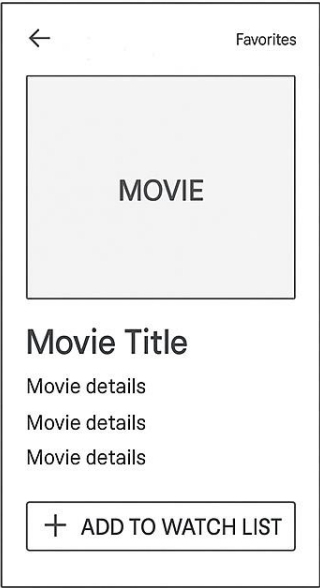 Favorites
MOVIE
Movie Title
Movie details
Movie details
Movie details
+ ADD TO WATCH LIST